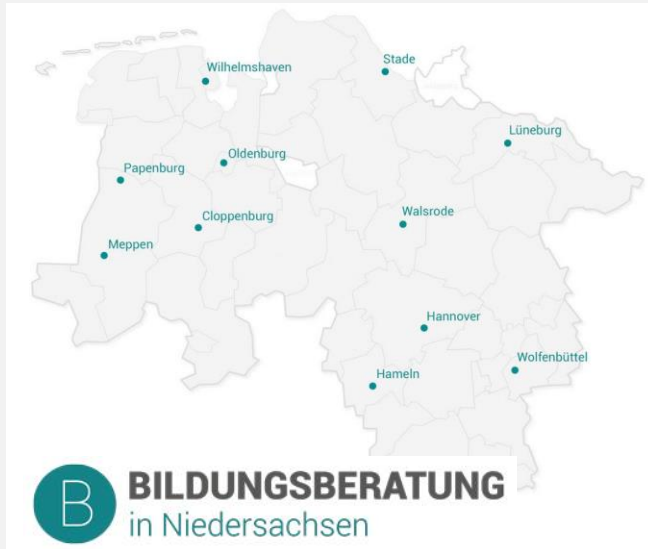 Wilhelmshaven
Stade
Lüneburg
Oldenburg
Papenburg
Cloppenburg
Walsrode
Meppen
Hannover
Wolfenbüttel
Hameln
B
BILDUNGSBERATUNG
in Niedersachsen